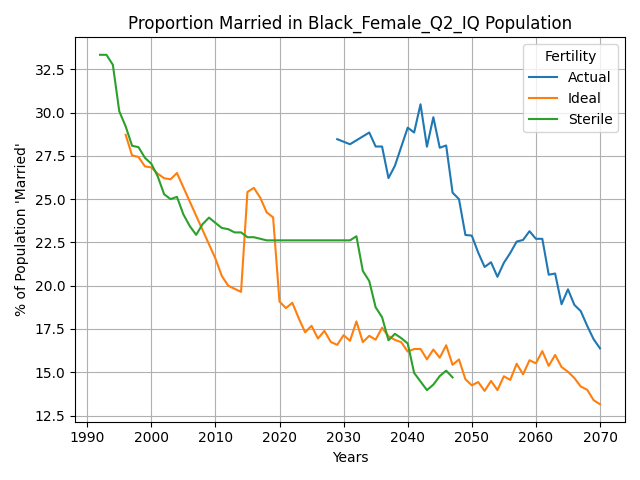 Proportion Married in Black_Female_Q2_IQ Population
% of Population 'Married'
32.5
30.0
27.5
25.0
22.5
20.0
17.5
15.0
12.5
Fertility
Actual
Ideal
Sterile
1990 2000 2010 2020 2030 2040 2050 2060 2070
Years